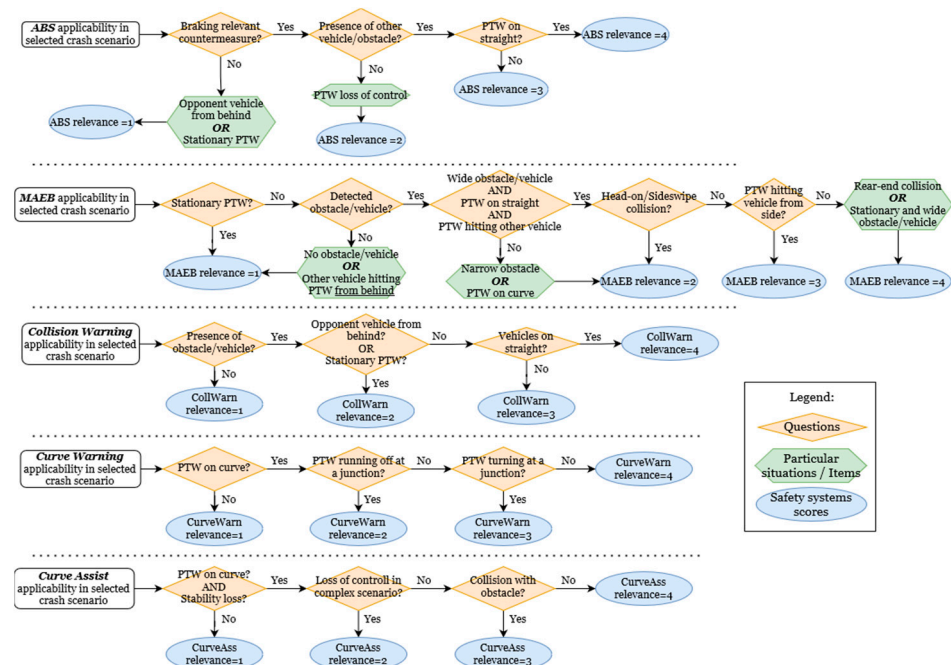 ABS applicability in
selected crash scenario
Braking relevant
countermeasure?
Yes
Presence of other
vehicle/obstacle?
Yes
PTW on
straight?
Yes
ABS relevance =4
No
No
No
Opponent vehicle
from behind
OR
Stationary PTW
ABS relevance =1
PTW loss of control
ABS relevance =2
ABS relevance =3
MAEB applicability in
selected crash scenario
Stationary PTW?
No
Detected
obstacle/vehicle?
Yes
Wide obstacle/vehicle
AND
PTW on straight
AND
PTW hitting other vehicle
Yes
Head-on/Sideswipe
collision?
No
PTW hitting
vehicle from
side?
No
Rear-end collision
OR
Stationary and wide
obstacle/vehicle
Yes
No
No
Yes
Yes
MAEB relevance =1
No obstacle/vehicle
OR
Other vehicle hitting
PTW from behind
Narrow obstacle
OR
PTW on curve
MAEB relevance =2
MAEB relevance =3
MAEB relevance =4
Collision Warning
applicability in selected
crash scenario
Presence of
obstacle/vehicle?
Yes
Opponent vehicle from
behind?
OR
Stationary PTW?
No
Vehicles on
straight?
Yes
CollWarn
relevance=4
No
Yes
No
CollWarn
relevance=1
CollWarn
relevance=2
CollWarn
relevance=3
Curve Warning
applicability in selected
crash scenario
PTW on curve?
Yes
PTW running off at
a junction?
No
PTW turning at a
junction?
No
CurveWarn
relevance=4
No
Yes
Yes
CurveWarn
relevance=1
CurveWarn
relevance=2
CurveWarn
relevance=3
Curve Assist
applicability in selected
crash scenario
PTW on curve?
AND
Stability loss?
Yes
Loss of controll in
complex scenario?
No
Collision with
obstacle?
No
CurveAss
relevance=4
No
Yes
Yes
CurveAss
relevance=1
CurveAss
relevance=2
CurveAss
relevance=3
Legend:
Questions
Particular
situations / Items
Safety systems
scores